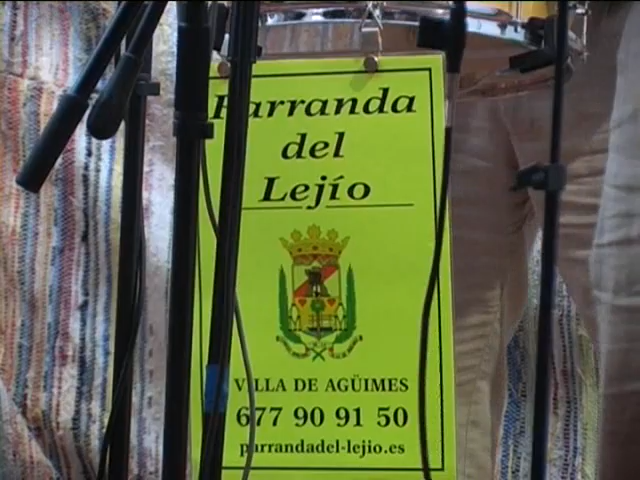 Parranda
del
Lejío
VILLA DE AGÜIMES
677 90 91 50
parrandadel-lejio.es